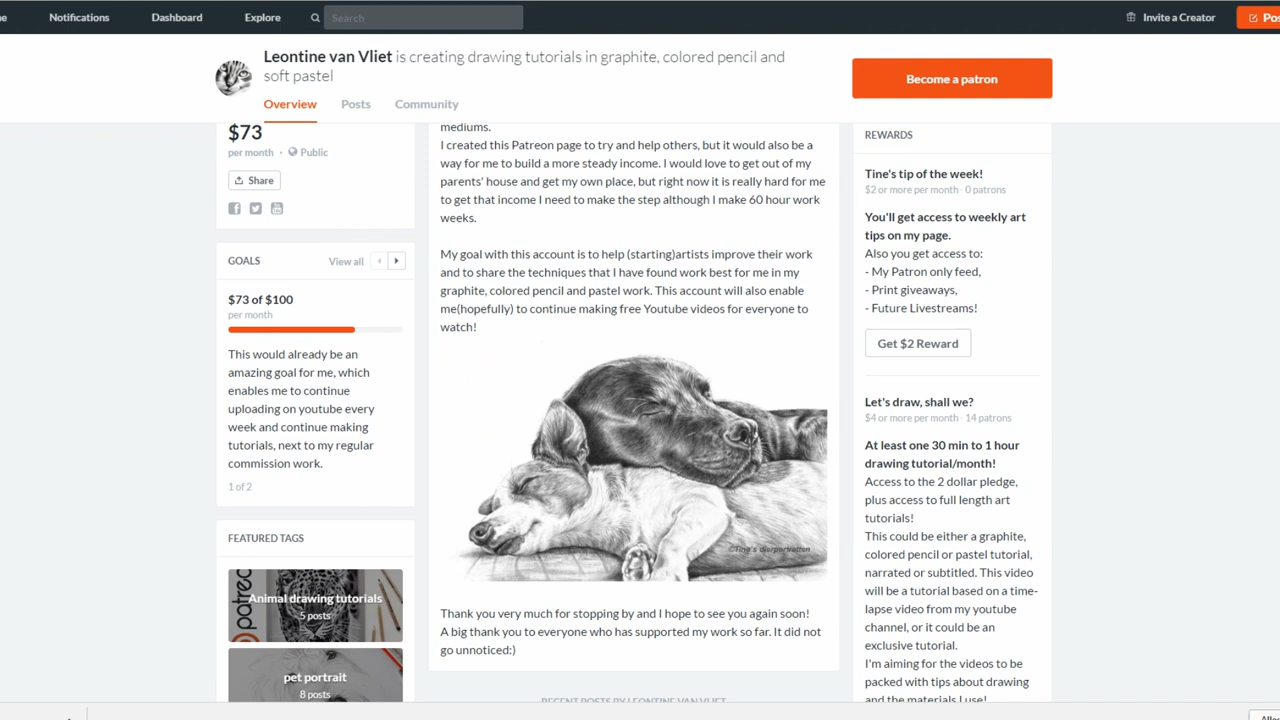 Notifications
Dashboard
Explore
Search
Invite a Creator
Leontine van Vliet is creating drawing tutorials in graphite, colored pencil and
soft pastel
Become a patron
Overview
Posts
Community
$73
per month · Public
Share
GOALS
View all
$73 of $100
per month
This would already be an
amazing goal for me, which
enables me to continue
uploading on youtube every
week and continue making
tutorials, next to my regular
commission work.
1 of 2
FEATURED TAGS
Animal drawing tutorials
5 posts
pet portrait
8 posts
mediums.
I created this Patreon page to try and help others, but it would also be a
way for me to build a more steady income. I would love to get out of my
parents' house and get my own place, but right now it is really hard for me
to get that income I need to make the step although I make 60 hour work
weeks.
My goal with this account is to help (starting)artists improve their work
and to share the techniques that I have found work best for me in my
graphite, colored pencil and pastel work. This account will also enable
me(hopefully) to continue making free Youtube videos for everyone to
watch!
©Tine's dierportretten
Thank you very much for stopping by and I hope to see you again soon!
A big thank you to everyone who has supported my work so far. It did not
go unnoticed:)
RECENT POSTS BY LEONTINE VAN VLIET
REWARDS
Tine's tip of the week!
$2 or more per month · 0 patrons
You'll get access to weekly art
tips on my page.
Also you get access to:
- My Patron only feed,
- Print giveaways,
- Future Livestreams!
Get $2 Reward
Let's draw, shall we?
$4 or more per month · 14 patrons
At least one 30 min to 1 hour
drawing tutorial/month!
Access to the 2 dollar pledge,
plus access to full length art
tutorials!
This could be either a graphite,
colored pencil or pastel tutorial,
narrated or subtitled. This video
will be a tutorial based on a time-
lapse video from my youtube
channel, or it could be an
exclusive tutorial.
I'm aiming for the videos to be
packed with tips about drawing
and the materials I use!